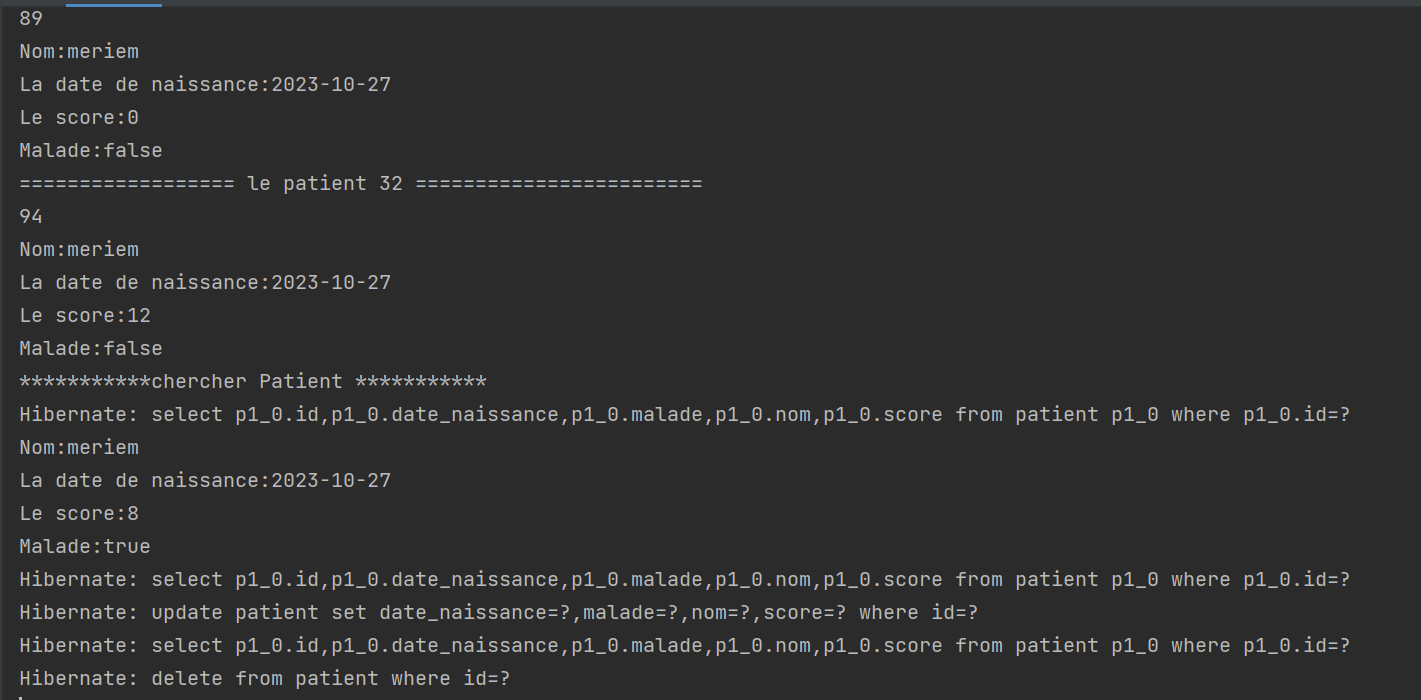 89
Nom:meriem
La date de naissance:2023-10-27
Le score:0
Malade:false
================== le patient 32 ========================
94
Nom:meriem
La date de naissance:2023-10-27
Le score:12
Malade:false
***********chercher Patient ***********
Hibernate: select p1_0.id,p1_0.date_naissance,p1_0.malade,p1_0.nom,p1_0.score from patient p1_0 where p1_0.id=?
Nom:meriem
La date de naissance:2023-10-27
Le score:8
Malade:true
Hibernate: select p1_0.id,p1_0.date_naissance,p1_0.malade,p1_0.nom,p1_0.score from patient p1_0 where p1_0.id=?
Hibernate: update patient set date_naissance=?,malade=?,nom=?,score=? where id=?
Hibernate: select p1_0.id,p1_0.date_naissance,p1_0.malade,p1_0.nom,p1_0.score from patient p1_0 where p1_0.id=?
Hibernate: delete from patient where id=?